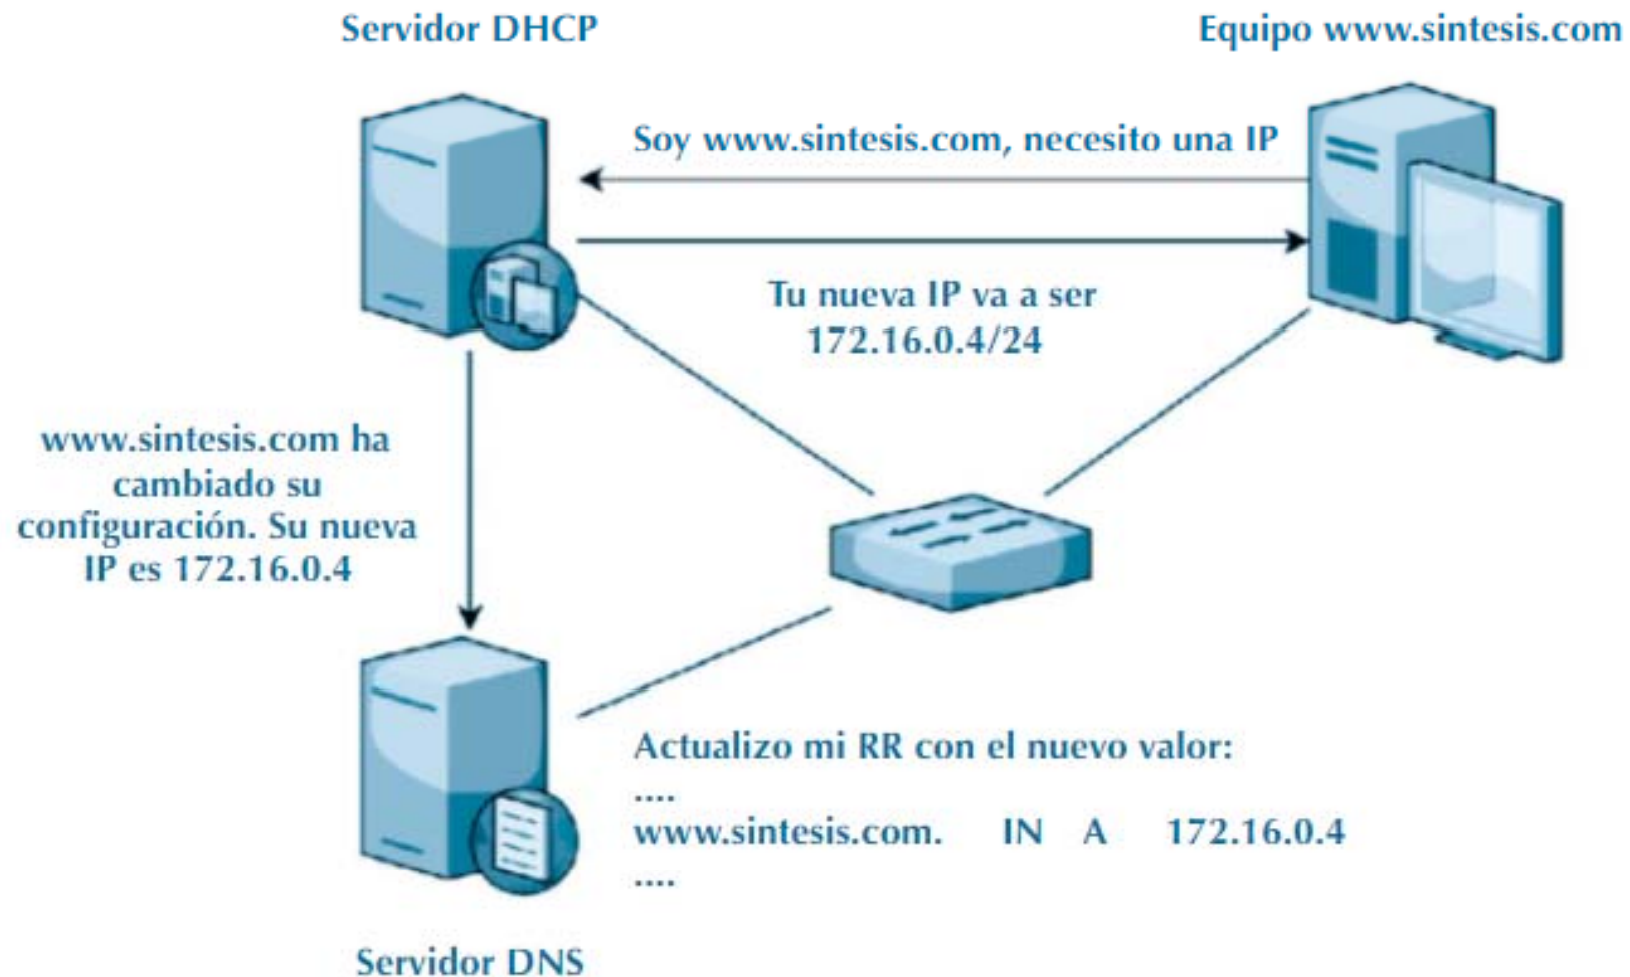 Servidor DHCP
Equipo www.sintesis.com
Soy www.sintesis.com, necesito una IP
Tu nueva IP va a ser
172.16.0.4/24
www.sintesis.com ha
cambiado su
configuración. Su nueva
IP es 172.16.0.4
Actualizo mi RR con el nuevo valor:
....
www.sintesis.com. IN A 172.16.0.4
....
Servidor DNS